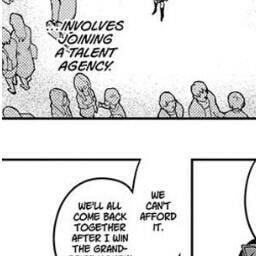 INVOLVES
JOINING
A TALENT
AGENCY.
WE
CAN'T
AFFORD
IT.
WE'LL ALL
COME BACK
TOGETHER
AFTER I WIN
THE GRAND-